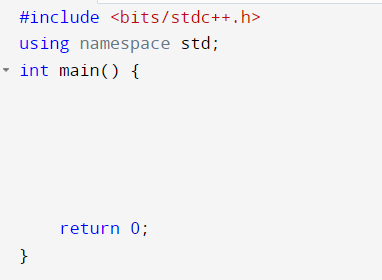 #include <bits/stdc++.h>
using namespace std;
int main() {
    return 0;
}